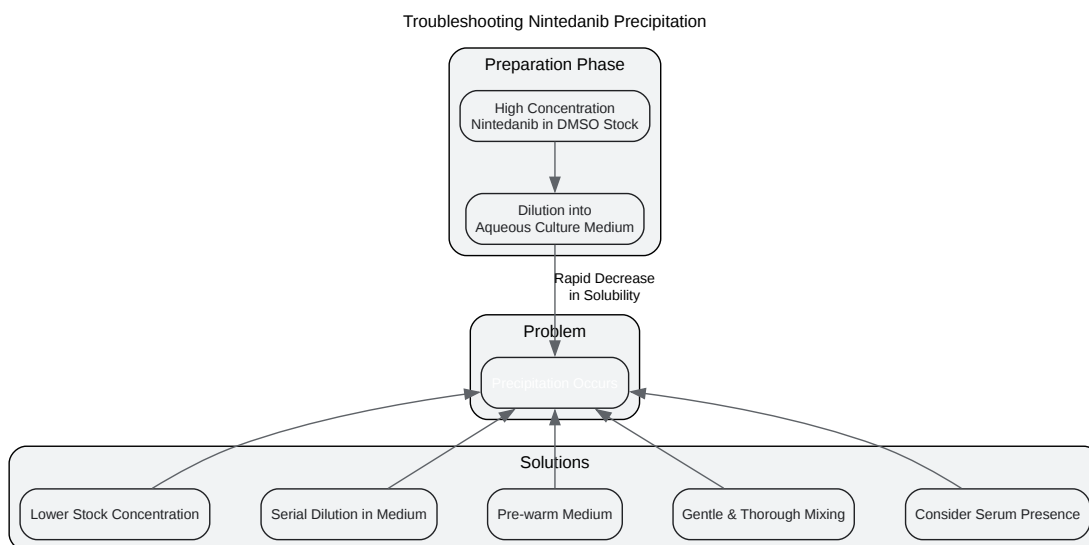 Troubleshooting Nintedanib Precipitation
Preparation Phase
High Concentration
Nintedanib in DMSO Stock
Dilution into
Aqueous Culture Medium
Rapid Decrease
in Solubility
Problem
Precipitation Occurs
Solutions
Lower Stock Concentration
Serial Dilution in Medium
Pre-warm Medium
Gentle & Thorough Mixing
Consider Serum Presence